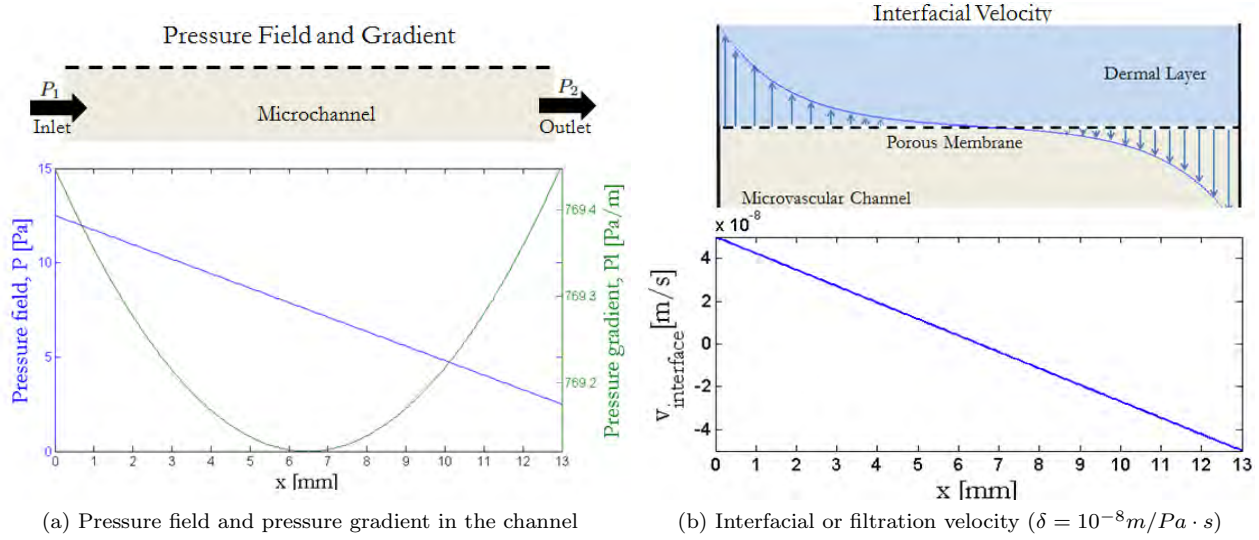 Pressure Field and Gradient
P₁
P₂
Microchannel
Inlet
Outlet
15
10
5
0
Pressure field, P [Pa]
769.4
769.3
769.2
Pressure gradient, Pl [Pa/m]
0 1 2 3 4 5 6 7 8 9 10 11 12 13
x [mm]
(a) Pressure field and pressure gradient in the channel
Interfacial Velocity
Dermal Layer
Porous Membrane
Microvascular Channel
x 10⁻⁸
4
2
0
-2
-4
v_interface [m/s]
0 1 2 3 4 5 6 7 8 9 10 11 12 13
x [mm]
(b) Interfacial or filtration velocity (δ = 10⁻⁸m/Pa · s)